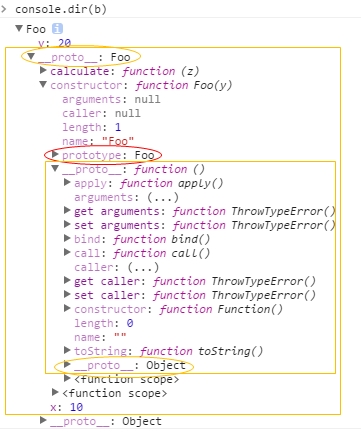 > console.dir(b)
▼ Foo i
y: 20
▼ __proto__: Foo
▶ calculate: function (z)
▼ constructor: function Foo(y)
arguments: null
caller: null
length: 1
name: "Foo"
▶ prototype: Foo
▼ __proto__: function ()
▶ apply: function apply()
arguments: (...)
▶ get arguments: function ThrowTypeError()
▶ set arguments: function ThrowTypeError()
▶ bind: function bind()
▶ call: function call()
caller: (...)
▶ get caller: function ThrowTypeError()
▶ set caller: function ThrowTypeError()
▶ constructor: function Function()
length: 0
name: ""
▶ toString: function toString()
▶ __proto__: Object
▶ <function scope>
▶ <function scope>
x: 10
▶ __proto__: Object